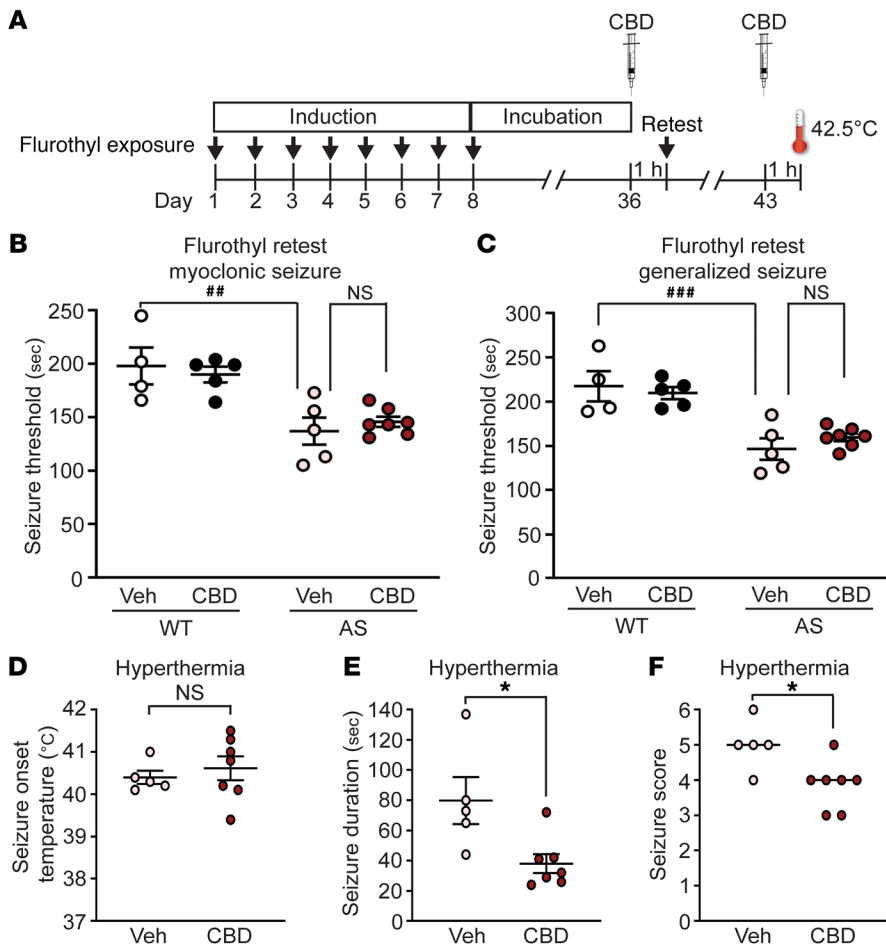 A
CBD CBD
Induction Incubation
Retest
42.5°C
Flurothyl exposure
1 h 1 h
Day 1 2 3 4 5 6 7 8 36 43
B
Flurothyl retest
myoclonic seizure
## NS
Seizure threshold (sec)
250
200
150
100
50
0
Veh CBD Veh CBD
WT AS
C
Flurothyl retest
generalized seizure
### NS
Seizure threshold (sec)
300
250
200
150
100
50
0
Veh CBD Veh CBD
WT AS
D
Hyperthermia
NS
Seizure onset
temperature (°C)
42
41
40
39
38
37
Veh CBD
E
Hyperthermia
*
Seizure duration (sec)
140
120
100
80
60
40
20
0
Veh CBD
F
Hyperthermia
*
Seizure score
6
5
4
3
2
1
0
Veh CBD